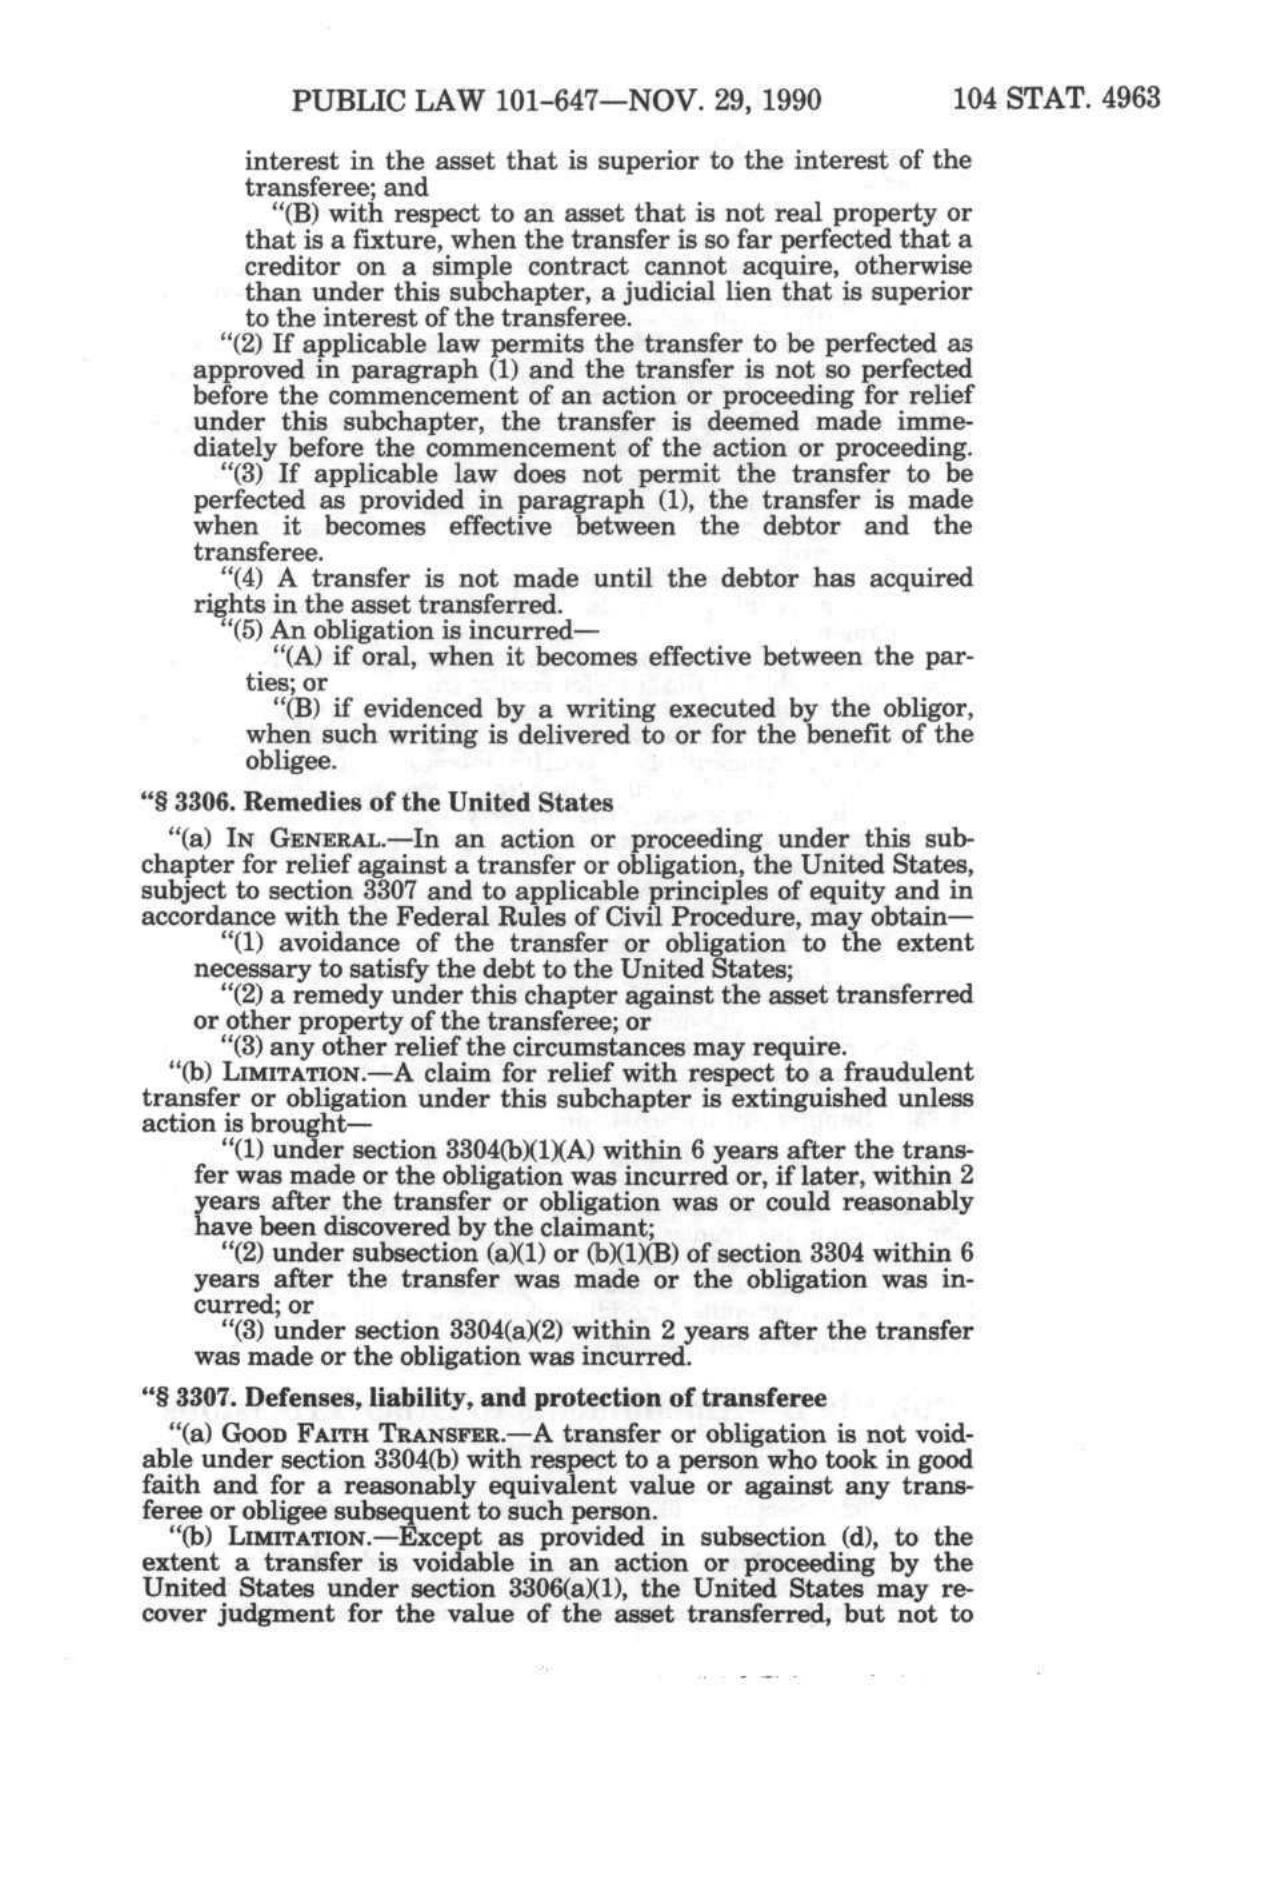 PUBLIC LAW 101-647—NOV. 29, 1990 104 STAT. 4963
interest in the asset that is superior to the interest of the
transferee; and
"(B) with respect to an asset that is not real property or
that is a fixture, when the transfer is so far perfected that a
creditor on a simple contract cannot acquire, otherwise
than under this subchapter, a judicial lien that is superior
to the interest of the transferee.
"(2) If applicable law permits the transfer to be perfected as
approved in paragraph (1) and the transfer is not so perfected
before the commencement of an action or proceeding for relief
under this subchapter, the transfer is deemed made imme-
diately before the commencement of the action or proceeding.
"(3) If applicable law does not permit the transfer to be
perfected as provided in paragraph (1), the transfer is made
when it becomes effective between the debtor and the
transferee.
"(4) A transfer is not made until the debtor has acquired
rights in the asset transferred.
"(5) An obligation is incurred—
"(A) if oral, when it becomes effective between the par-
ties; or
"(B) if evidenced by a writing executed by the obligor,
when such writing is delivered to or for the benefit of the
obligee.
"§ 3306. Remedies of the United States
"(a) IN GENERAL.—In an action or proceeding under this sub-
chapter for relief against a transfer or obligation, the United States,
subject to section 3307 and to applicable principles of equity and in
accordance with the Federal Rules of Civil Procedure, may obtain—
"(1) avoidance of the transfer or obligation to the extent
necessary to satisfy the debt to the United States;
"(2) a remedy under this chapter against the asset transferred
or other property of the transferee; or
"(3) any other relief the circumstances may require.
"(b) LIMITATION.—A claim for relief with respect to a fraudulent
transfer or obligation under this subchapter is extinguished unless
action is brought—
"(1) under section 3304(b)(1)(A) within 6 years after the trans-
fer was made or the obligation was incurred or, if later, within 2
years after the transfer or obligation was or could reasonably
have been discovered by the claimant;
"(2) under subsection (a)(1) or (b)(1)(B) of section 3304 within 6
years after the transfer was made or the obligation was in-
curred; or
"(3) under section 3304(a)(2) within 2 years after the transfer
was made or the obligation was incurred.
"§ 3307. Defenses, liability, and protection of transferee
"(a) GOOD FAITH TRANSFER.—A transfer or obligation is not void-
able under section 3304(b) with respect to a person who took in good
faith and for a reasonably equivalent value or against any trans-
feree or obligee subsequent to such person.
"(b) LIMITATION.—Except as provided in subsection (d), to the
extent a transfer is voidable in an action or proceeding by the
United States under section 3306(a)(1), the United States may re-
cover judgment for the value of the asset transferred, but not to